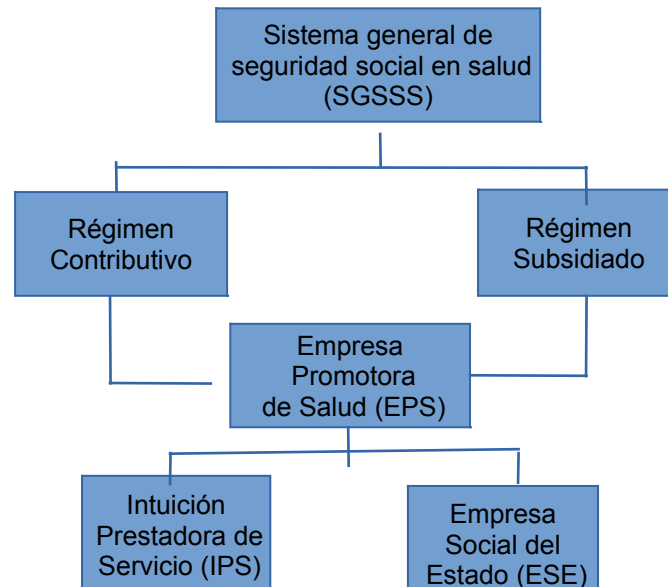 Sistema general de
seguridad social en salud
(SGSSS)
Régimen
Contributivo
Régimen
Subsidiado
Empresa
Promotora
de Salud (EPS)
Intuición
Prestadora de
Servicio (IPS)
Empresa
Social del
Estado (ESE)